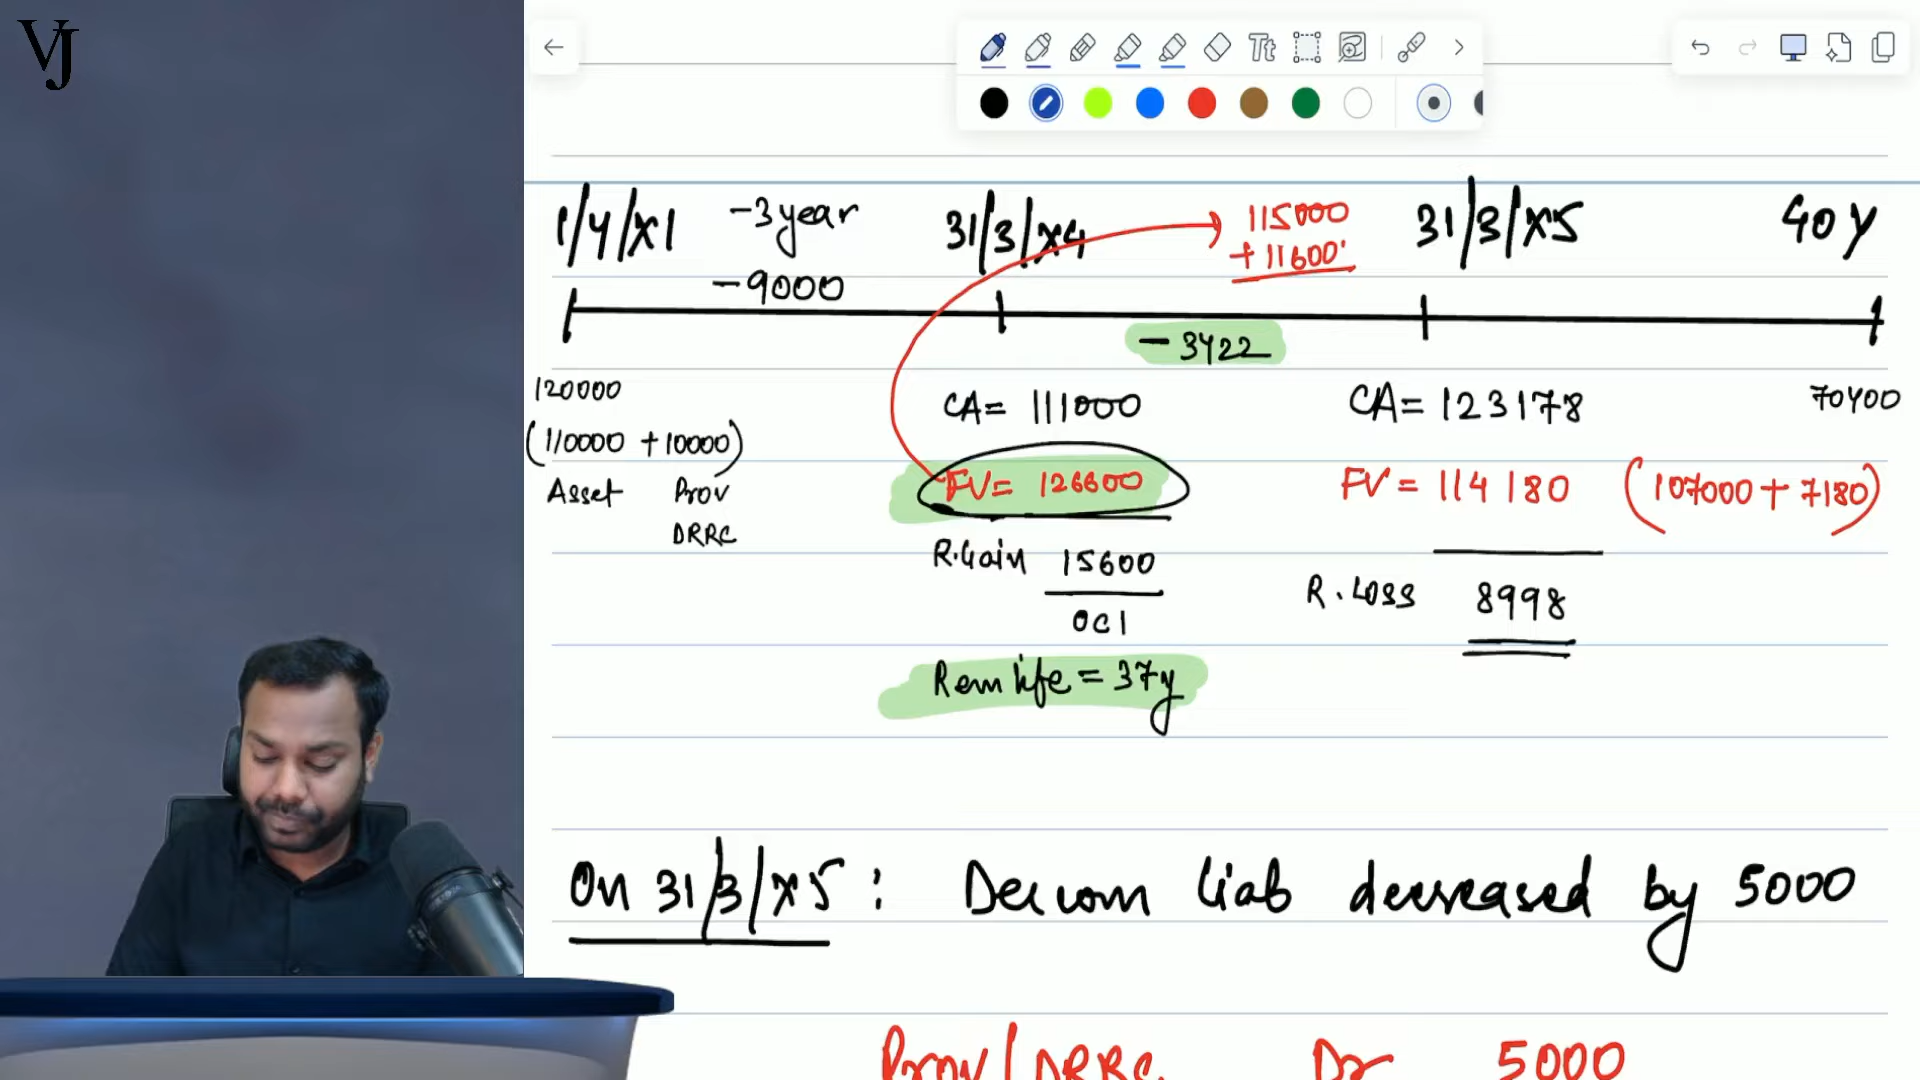 VJ
Tt
1/4/X1 -3year 31/3/X4 115000 31/3/X5 40 Y
+11600
-9000
-3422
120000 CA= 111000 CA= 123178 70400
(110000 +10000)
FV= 126600 FV= 114180 (107000 + 7180)
Asset Prov
DRRC
R.Gain 15600 R.Loss 8998
OCI
Rem life = 37y
On 31/3/X5: Decom Liab decreased by 5000
Prov/DRRC Dr 5000